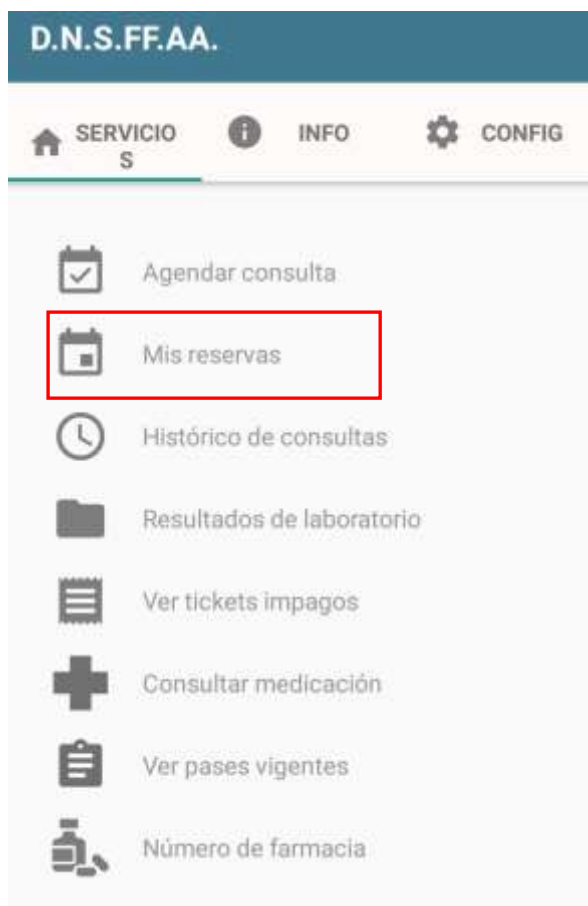 D.N.S.FF.AA.
SERVICIO
S
INFO
CONFIG
Agendar consulta
Mis reservas
Histórico de consultas
Resultados de laboratorio
Ver tickets impagos
Consultar medicación
Ver pases vigentes
Número de farmacia